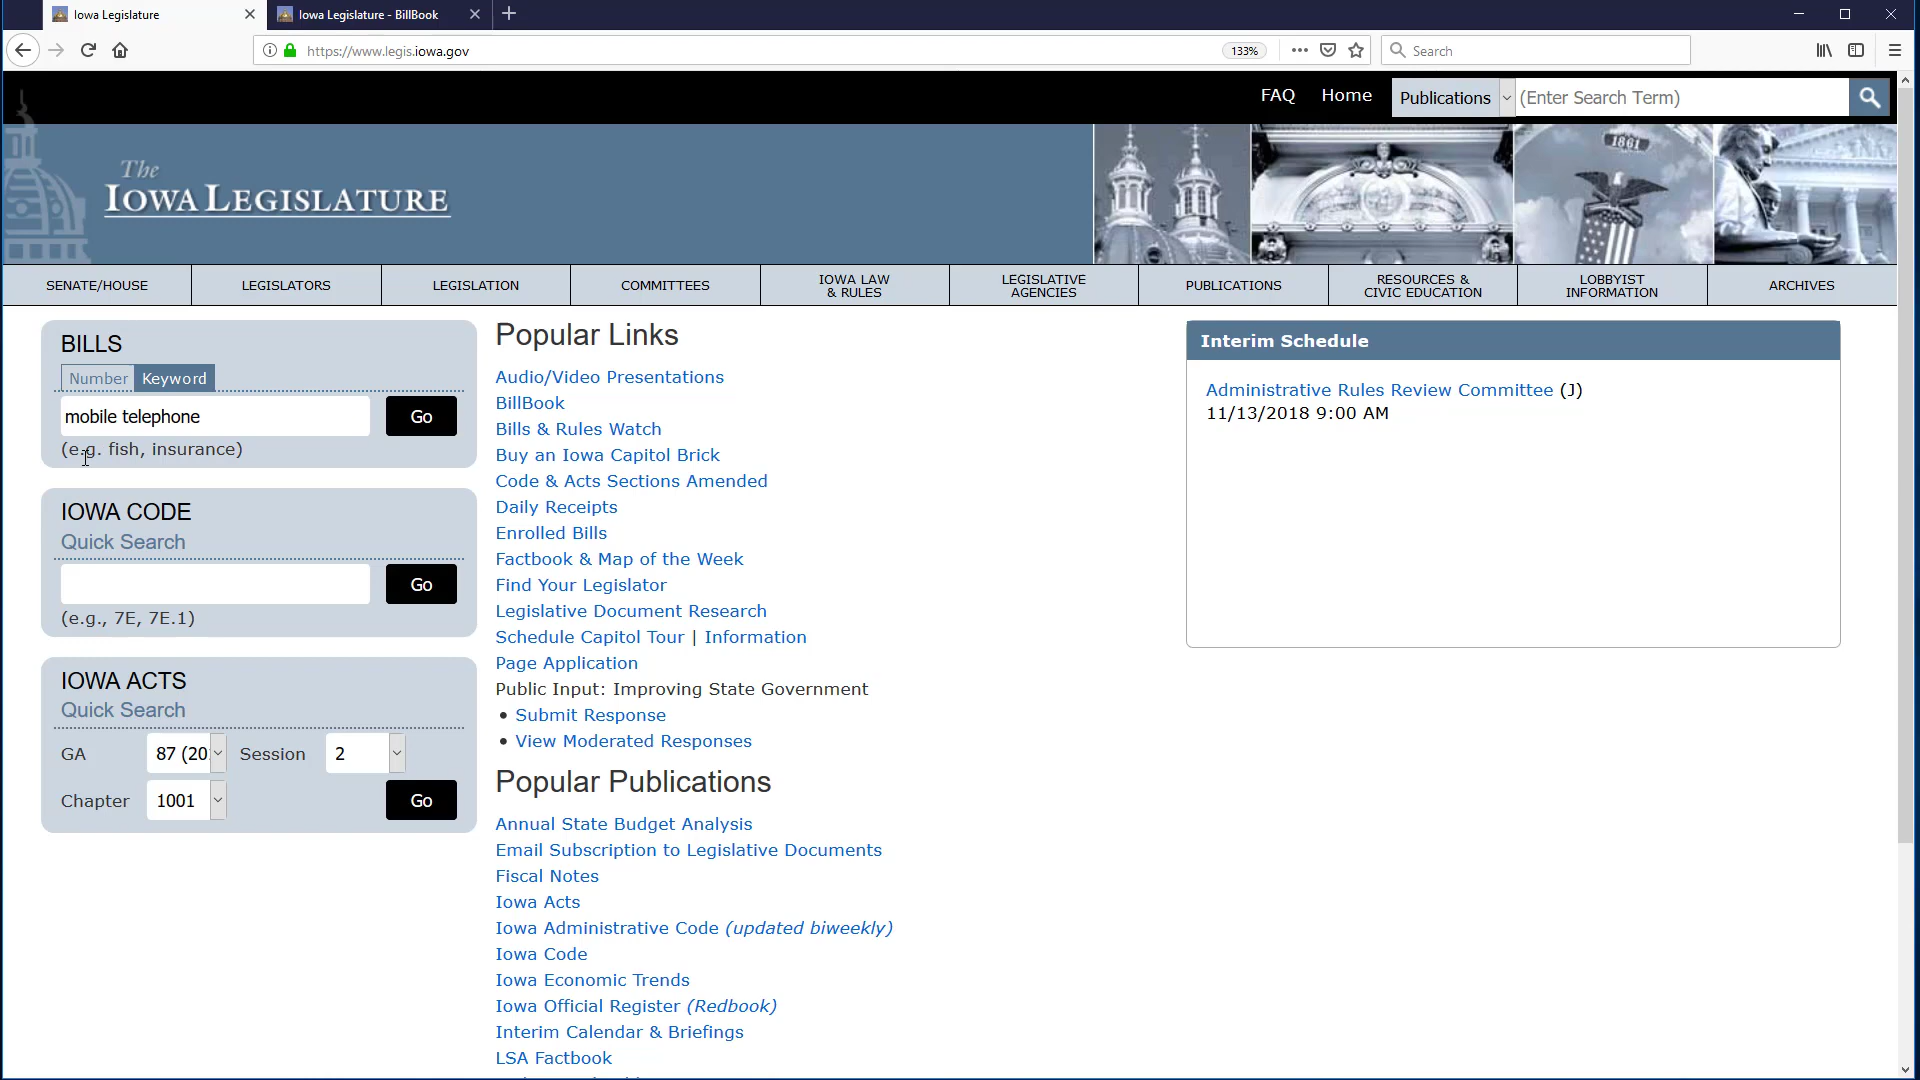 Iowa Legislature
Iowa Legislature - BillBook
https://www.legis.iowa.gov
133%
Search
FAQ
Home
Publications
(Enter Search Term)
The
IOWA LEGISLATURE
1861
SENATE/HOUSE
LEGISLATORS
LEGISLATION
COMMITTEES
IOWA LAW
& RULES
LEGISLATIVE
AGENCIES
PUBLICATIONS
RESOURCES &
CIVIC EDUCATION
LOBBYIST
INFORMATION
ARCHIVES
BILLS
Number
Keyword
mobile telephone
Go
(e.g. fish, insurance)
IOWA CODE
Quick Search
Go
(e.g., 7E, 7E.1)
IOWA ACTS
Quick Search
GA
87 (20
Session
2
Chapter
1001
Go
Popular Links
Audio/Video Presentations
BillBook
Bills & Rules Watch
Buy an Iowa Capitol Brick
Code & Acts Sections Amended
Daily Receipts
Enrolled Bills
Factbook & Map of the Week
Find Your Legislator
Legislative Document Research
Schedule Capitol Tour | Information
Page Application
Public Input: Improving State Government
• Submit Response
• View Moderated Responses
Popular Publications
Annual State Budget Analysis
Email Subscription to Legislative Documents
Fiscal Notes
Iowa Acts
Iowa Administrative Code (updated biweekly)
Iowa Code
Iowa Economic Trends
Iowa Official Register (Redbook)
Interim Calendar & Briefings
LSA Factbook
Interim Schedule
Administrative Rules Review Committee (J)
11/13/2018 9:00 AM